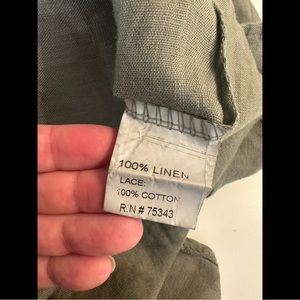 100% LINEN
LACE:
100% COTTON
R.N # 75343